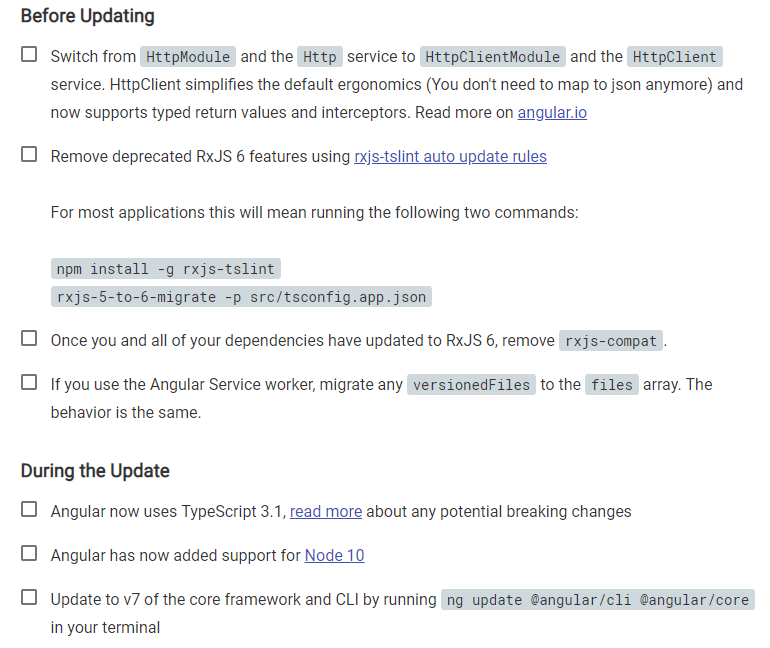 Before Updating
Switch from HttpModule and the Http service to HttpClientModule and the HttpClient
service. HttpClient simplifies the default ergonomics (You don't need to map to json anymore) and
now supports typed return values and interceptors. Read more on angular.io
Remove deprecated RxJS 6 features using rxjs-tslint auto update rules
For most applications this will mean running the following two commands:
npm install -g rxjs-tslint
rxjs-5-to-6-migrate -p src/tsconfig.app.json
Once you and all of your dependencies have updated to RxJS 6, remove rxjs-compat.
If you use the Angular Service worker, migrate any versionedFiles to the files array. The
behavior is the same.
During the Update
Angular now uses TypeScript 3.1, read more about any potential breaking changes
Angular has now added support for Node 10
Update to v7 of the core framework and CLI by running ng update @angular/cli @angular/core
in your terminal